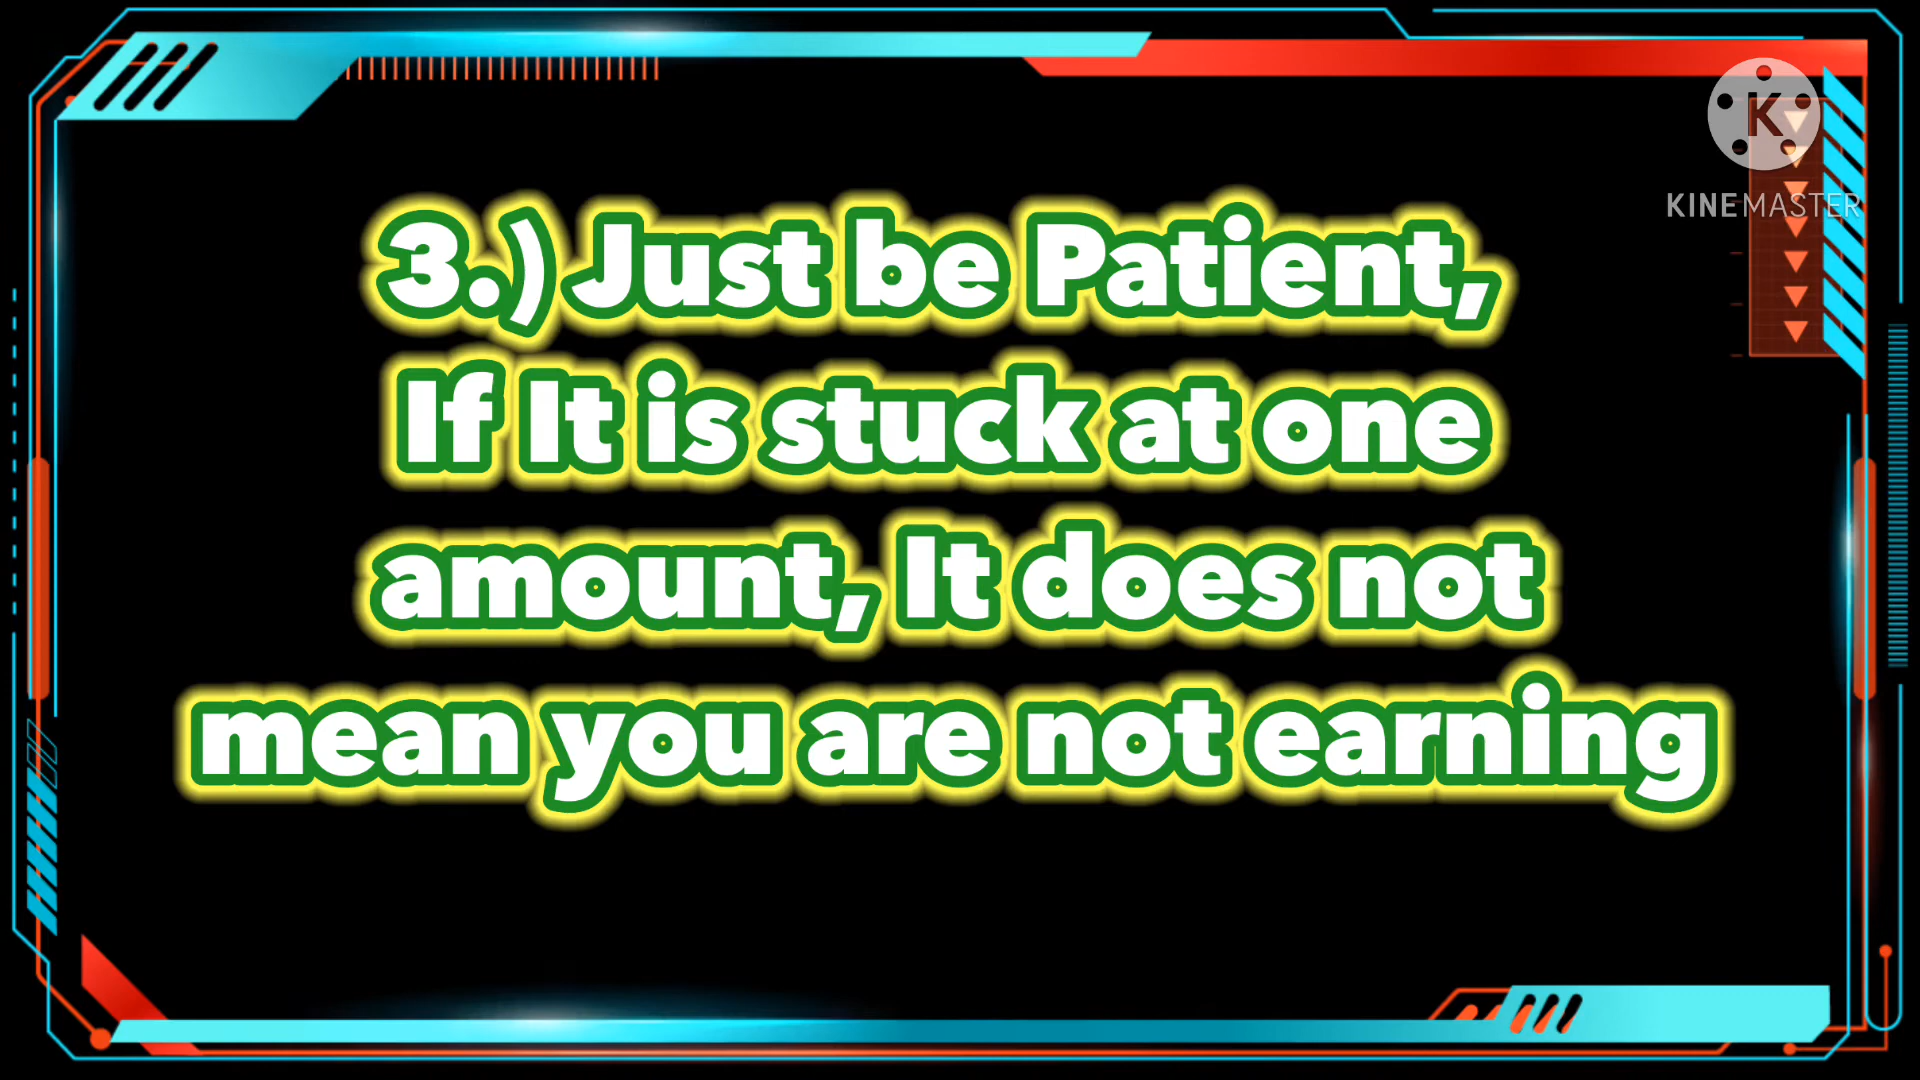 K
KINEMASTER
3.) Just be Patient,
If It is stuck at one
amount, It does not
mean you are not earning